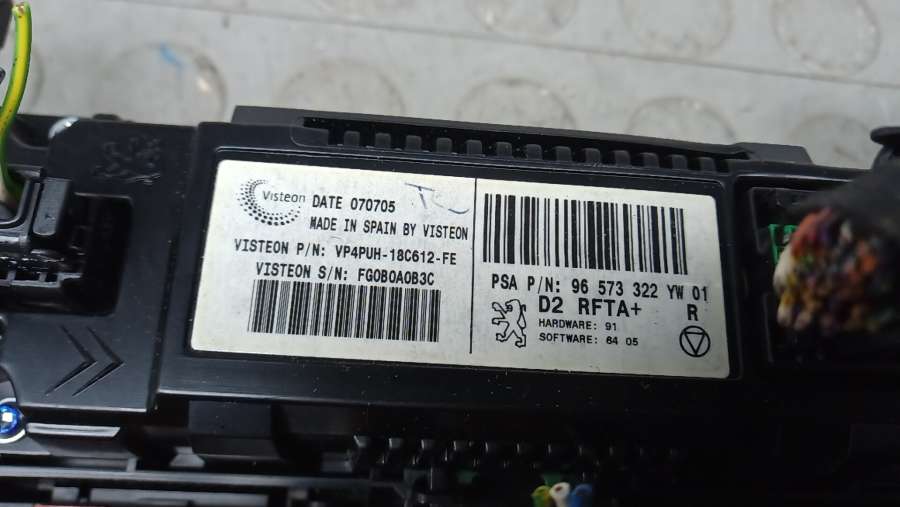 Visteon
DATE 070705
MADE IN SPAIN BY VISTEON
VISTEON P/N: VP4PUH-18C612-FE
VISTEON S/N: FG0B0A0B3C
PSA P/N: 96 573 322 YW 01
D2 RFTA+ R
HARDWARE: 91
SOFTWARE: 64 05